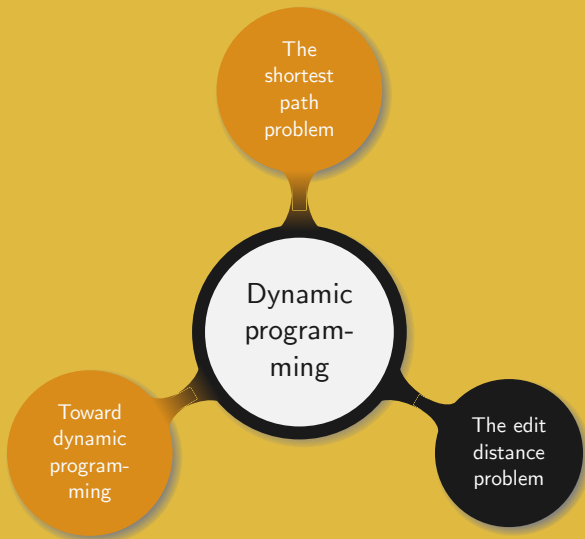 The
shortest
path
problem
Dynamic
program-
ming
Toward
dynamic
program-
ming
The edit
distance
problem